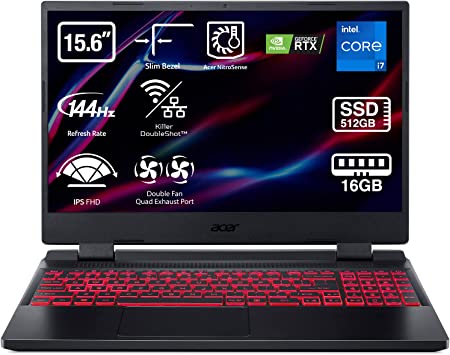 15.6"
Slim Bezel
Acer NitroSense
NVIDIA
GEFORCE
RTX
intel
CORE
i7
144Hz
Refresh Rate
Killer
DoubleShot™
SSD
512GB
IPS FHD
Double Fan
Quad Exhaust Port
16GB
acer